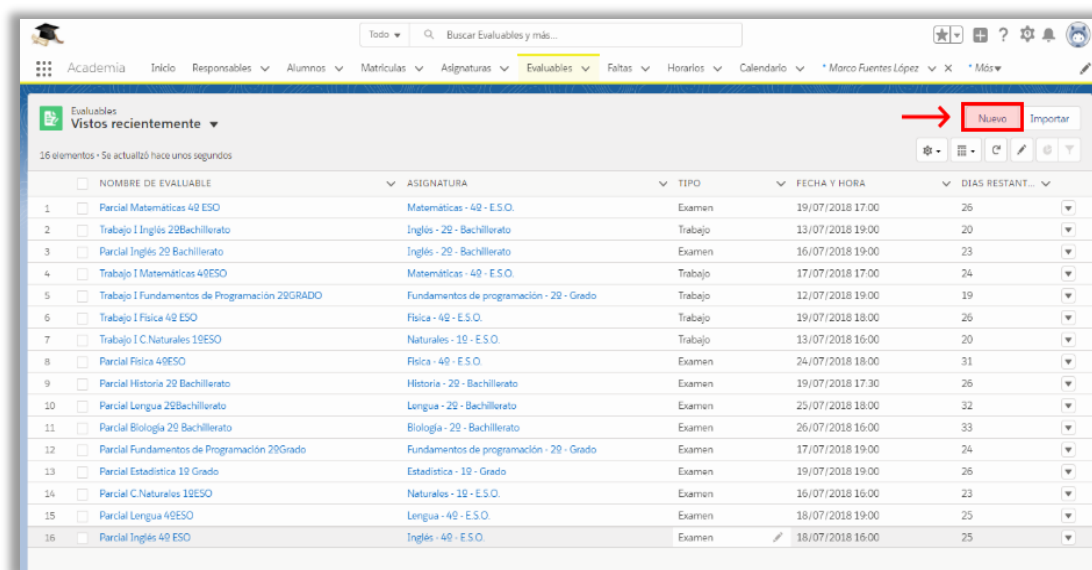 Todo Buscar Evaluables y más...
Academia Inicio Responsables Alumnos Matriculas Asignaturas Evaluables Faltas Horarios Calendario * Marco Fuentes López * Más
Evaluables
Vistos recientemente
Nuevo Importar
16 elementos • Se actualizó hace unos segundos
NOMBRE DE EVALUABLE ASIGNATURA TIPO FECHA Y HORA DIAS RESTANT...
1 Parcial Matemáticas 4º ESO Matemáticas - 4º - E.S.O. Examen 19/07/2018 17:00 26
2 Trabajo I Inglés 2ºBachillerato Inglés - 2º - Bachillerato Trabajo 13/07/2018 19:00 20
3 Parcial Inglés 2º Bachillerato Inglés - 2º - Bachillerato Examen 16/07/2018 19:00 23
4 Trabajo I Matemáticas 4ºESO Matemáticas - 4º - E.S.O. Trabajo 17/07/2018 17:00 24
5 Trabajo I Fundamentos de Programación 2ºGRADO Fundamentos de programación - 2º - Grado Trabajo 12/07/2018 19:00 19
6 Trabajo I Física 4º ESO Física - 4º - E.S.O. Trabajo 19/07/2018 18:00 26
7 Trabajo I C.Naturales 1ºESO Naturales - 1º - E.S.O. Trabajo 13/07/2018 16:00 20
8 Parcial Física 4ºESO Física - 4º - E.S.O. Examen 24/07/2018 18:00 31
9 Parcial Historia 2º Bachillerato Historia - 2º - Bachillerato Examen 19/07/2018 17:30 26
10 Parcial Lengua 2ºBachillerato Lengua - 2º - Bachillerato Examen 25/07/2018 18:00 32
11 Parcial Biología 2º Bachillerato Biología - 2º - Bachillerato Examen 26/07/2018 16:00 33
12 Parcial Fundamentos de Programación 2ºGrado Fundamentos de programación - 2º - Grado Examen 17/07/2018 19:00 24
13 Parcial Estadística 1º Grado Estadística - 1º - Grado Examen 19/07/2018 19:00 26
14 Parcial C.Naturales 1ºESO Naturales - 1º - E.S.O. Examen 16/07/2018 16:00 23
15 Parcial Lengua 4ºESO Lengua - 4º - E.S.O. Examen 18/07/2018 19:00 25
16 Parcial Inglés 4º ESO Inglés - 4º - E.S.O. Examen 18/07/2018 16:00 25